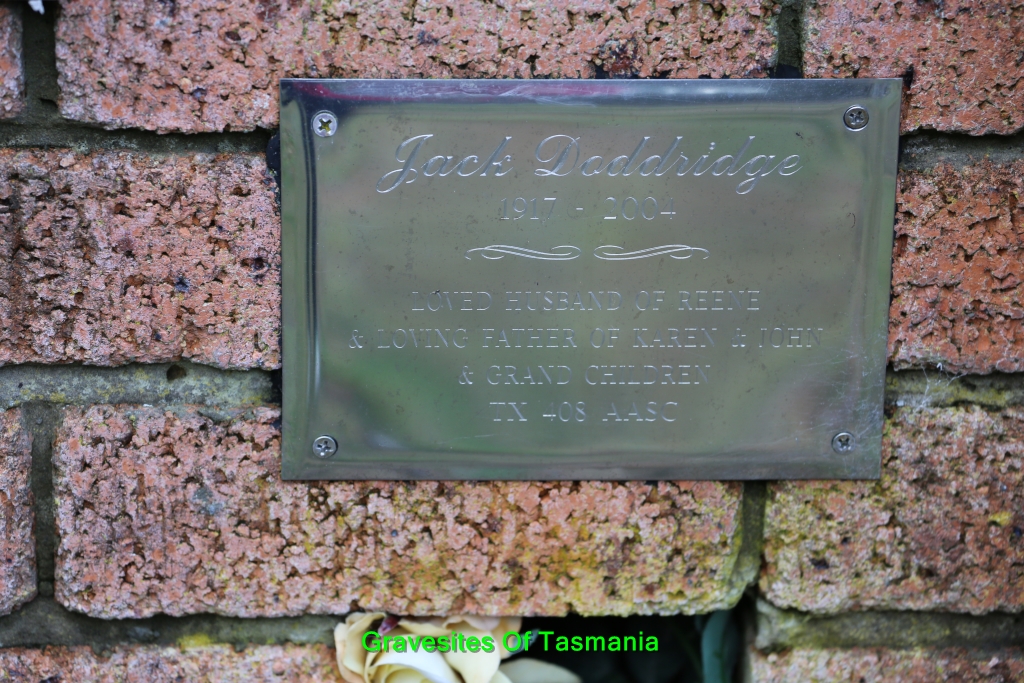 Jack Doddridge
1917 - 2004
LOVED HUSBAND OF REENE
& LOVING FATHER OF KAREN & JOHN
& GRAND CHILDREN
TX 408 AASC
Gravesites Of Tasmania